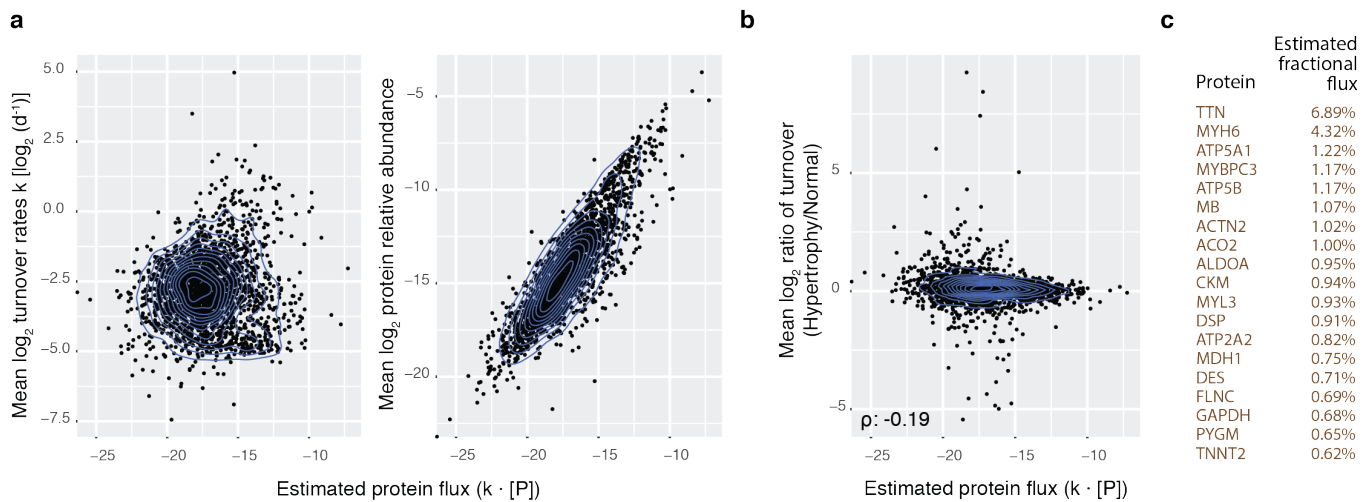 a
b
c
Mean log2 turnover rates k [log2 (d-1)]
5.0
2.5
0.0
−2.5
−5.0
−7.5
−25
−20
−15
−10
Mean log2 protein relative abundance
−5
−10
−15
−20
−25
−20
−15
−10
Estimated protein flux (k · [P])
Mean log2 ratio of turnover
(Hypertrophy/Normal)
5
0
−5
ρ: -0.19
−25
−20
−15
−10
Estimated protein flux (k · [P])
Estimated
fractional
Protein flux
TTN 6.89%
MYH6 4.32%
ATP5A1 1.22%
MYBPC3 1.17%
ATP5B 1.17%
MB 1.07%
ACTN2 1.02%
ACO2 1.00%
ALDOA 0.95%
CKM 0.94%
MYL3 0.93%
DSP 0.91%
ATP2A2 0.82%
MDH1 0.75%
DES 0.71%
FLNC 0.69%
GAPDH 0.68%
PYGM 0.65%
TNNT2 0.62%